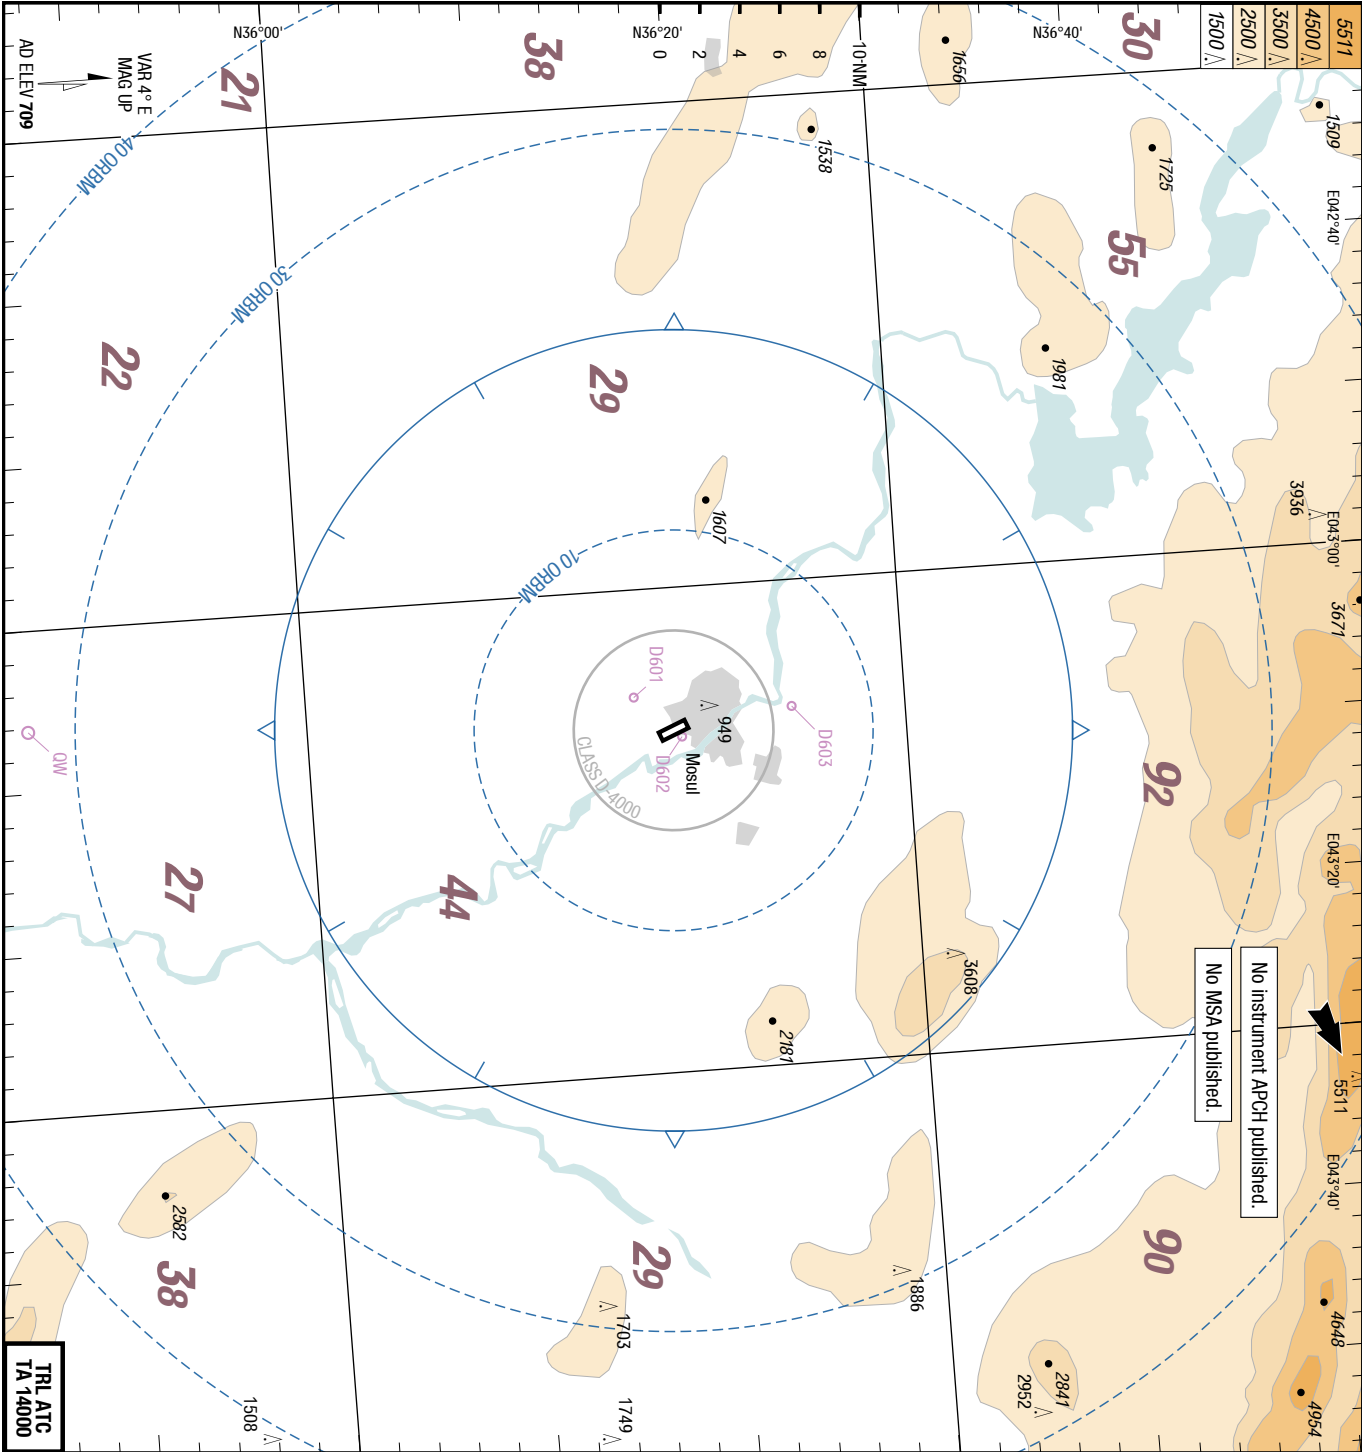 5511
4500
3500
2500
1500
30
1509
E042°40'
N36°40'
1656
1725
55
1981
10 NM
8
6
4
2
0
N36°20'
38
1538
N36°00'
21
VAR 4° E
MAG UP
AD ELEV 709
40 ORBM
30 ORBM
22
29
1607
10 ORBM
3936
E043°00'
3671
D601
D602
D603
949
Mosul
CLASS D-4000
QW
92
E043°20'
27
44
3608
2181
No instrument APCH published.
No MSA published.
5511
E043°40'
90
2582
38
29
1886
1703
4648
4954
2841
2952
1749
1508
TRL ATC
TA 14000